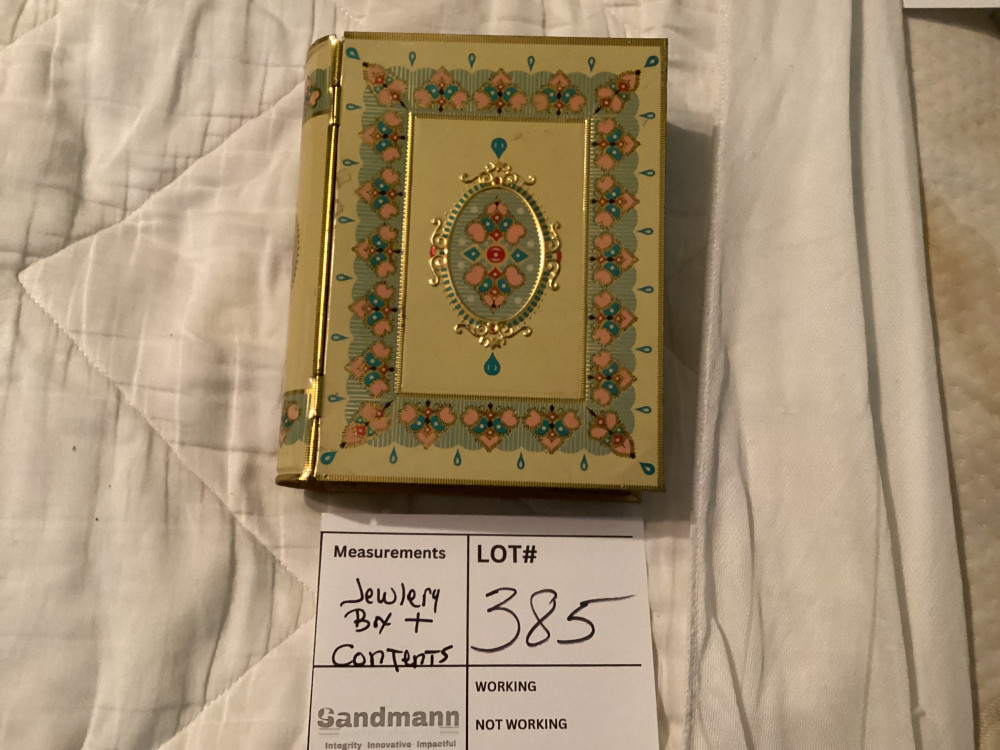 Measurements
Jewlery
Box +
Contents
LOT#
385
WORKING
NOT WORKING
Sandmann
Integrity Innovative Impactful